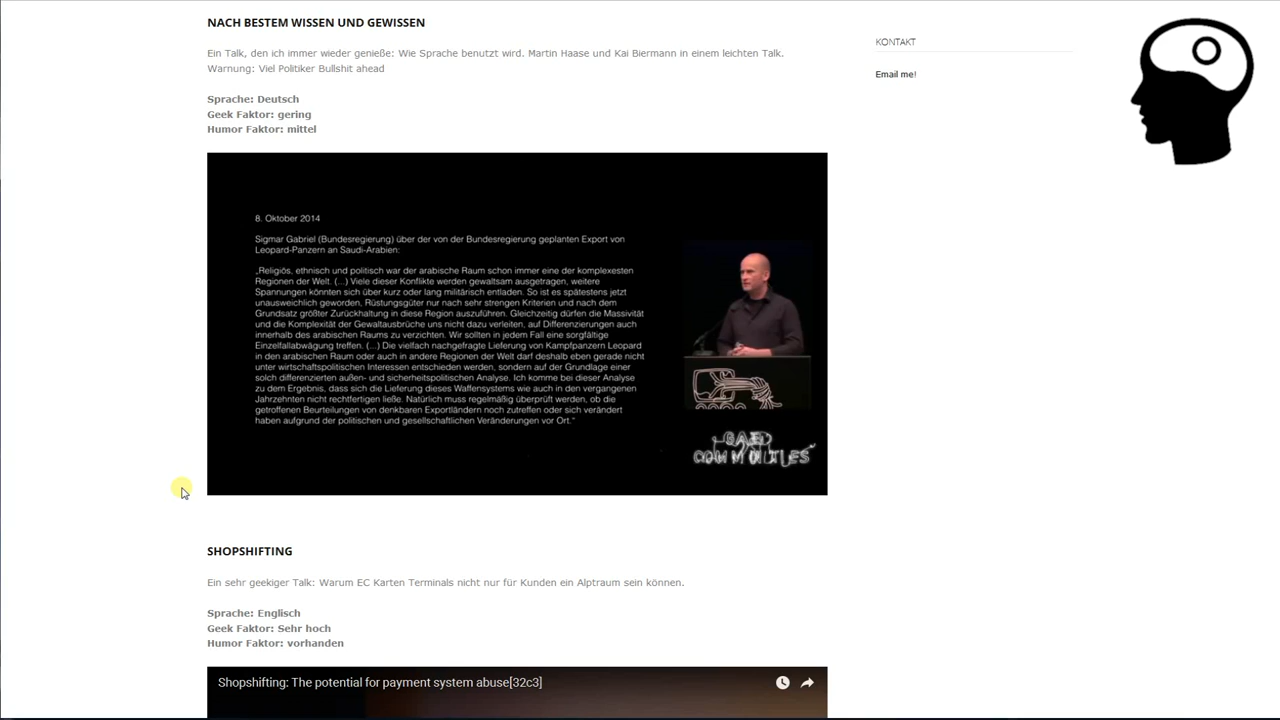 NACH BESTEM WISSEN UND GEWISSEN
Ein Talk, den ich immer wieder genieße: Wie Sprache benutzt wird. Martin Haase und Kai Biermann in einem leichten Talk.
Warnung: Viel Politiker Bullshit ahead
Sprache: Deutsch
Geek Faktor: gering
Humor Faktor: mittel
8. Oktober 2014
Sigmar Gabriel (Bundesregierung) über der von der Bundesregierung geplanten Export von
Leopard-Panzern an Saudi-Arabien:
„Religiös, ethnisch und politisch war der arabische Raum schon immer eine der komplexesten
Regionen der Welt. (...) Viele dieser Konflikte werden gewaltsam ausgetragen, weitere
Spannungen könnten sich über kurz oder lang militärisch entladen. So ist es spätestens jetzt
unausweichlich geworden, Rüstungsgüter nur nach sehr strengen Kriterien und nach dem
Grundsatz größter Zurückhaltung in diese Region auszuführen. Gleichzeitig dürfen die Massivität
und die Komplexität der Gewaltausbrüche uns nicht dazu verleiten, auf Differenzierungen auch
innerhalb des arabischen Raums zu verzichten. Wir sollten in jedem Fall eine sorgfältige
Einzelfallabwägung treffen. (...) Die vielfach nachgefragte Lieferung von Kampfpanzern Leopard
in den arabischen Raum oder auch in andere Regionen der Welt darf deshalb eben gerade nicht
unter wirtschaftspolitischen Interessen entschieden werden, sondern auf der Grundlage einer
solch differenzierten außen- und sicherheitspolitischen Analyse. Ich komme bei dieser Analyse
zu dem Ergebnis, dass sich die Lieferung dieses Waffensystems wie auch in den vergangenen
Jahrzehnten nicht rechtfertigen ließe. Natürlich muss regelmäßig überprüft werden, ob die
getroffenen Beurteilungen von denkbaren Exportländern noch zutreffen oder sich verändert
haben aufgrund der politischen und gesellschaftlichen Veränderungen vor Ort."
SHOPSHIFTING
Ein sehr geekiger Talk: Warum EC Karten Terminals nicht nur für Kunden ein Alptraum sein können.
Sprache: Englisch
Geek Faktor: Sehr hoch
Humor Faktor: vorhanden
Shopshifting: The potential for payment system abuse[32c3]
KONTAKT
Email me!